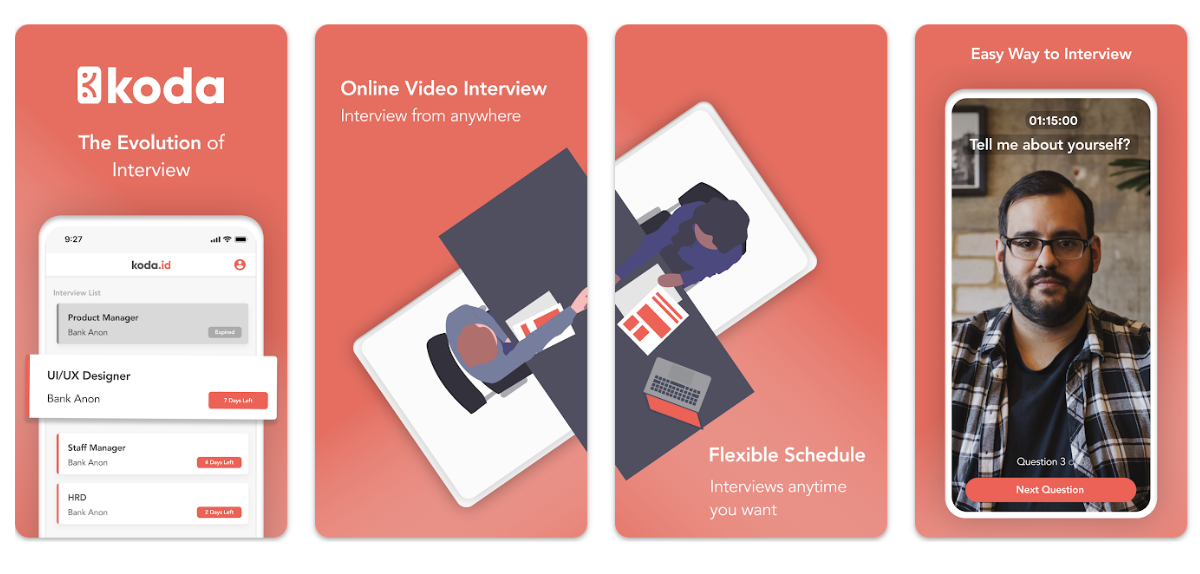 koda
The Evolution of
Interview
9:27
koda.id
Interview List
Product Manager
Bank Anon
Expired
UI/UX Designer
Bank Anon
7 Days Left
Staff Manager
Bank Anon
4 Days Left
HRD
Bank Anon
2 Days Left
Online Video Interview
Interview from anywhere
Flexible Schedule
Interviews anytime
you want
Easy Way to Interview
01:15:00
Tell me about yourself?
Question 3
Next Question